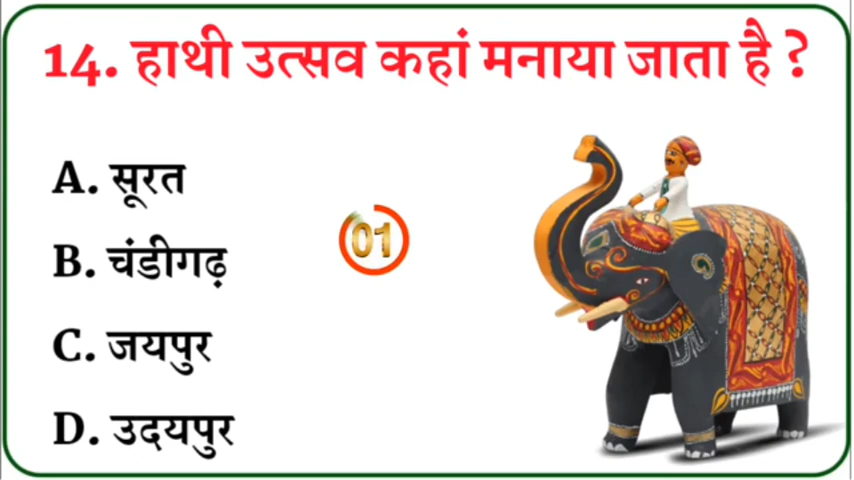 14. हाथी उत्सव कहां मनाया जाता है ?
A. सूरत
B. चंडीगढ़
01
C. जयपुर
D. उदयपुर